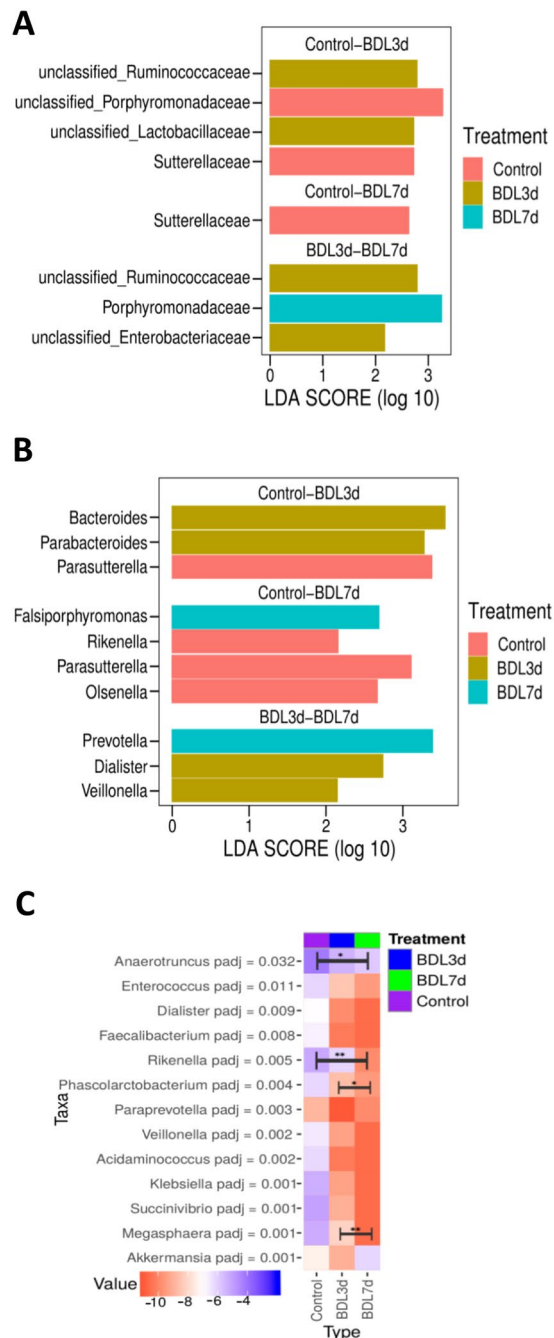 A
Control-BDL3d
unclassified_Ruminococcaceae
unclassified_Porphyromonadaceae
unclassified_Lactobacillaceae
Sutterellaceae
Control-BDL7d
Sutterellaceae
BDL3d-BDL7d
unclassified_Ruminococcaceae
Porphyromonadaceae
unclassified_Enterobacteriaceae
0 1 2 3
LDA SCORE (log 10)
Treatment
Control
BDL3d
BDL7d
B
Control-BDL3d
Bacteroides
Parabacteroides
Parasutterella
Control-BDL7d
Falsiporphyromonas
Rikenella
Parasutterella
Olsenella
BDL3d-BDL7d
Prevotella
Dialister
Veillonella
0 1 2 3
LDA SCORE (log 10)
Treatment
Control
BDL3d
BDL7d
C
Treatment
BDL3d
BDL7d
Control
Taxa
Anaerotruncus padj = 0.032 *
Enterococcus padj = 0.011
Dialister padj = 0.009
Faecalibacterium padj = 0.008
Rikenella padj = 0.005 **
Phascolarctobacterium padj = 0.004 *
Paraprevotella padj = 0.003
Veillonella padj = 0.002
Acidaminococcus padj = 0.002
Klebsiella padj = 0.001
Succinivibrio padj = 0.001
Megasphaera padj = 0.001 **
Akkermansia padj = 0.001
Value
-10 -8 -6 -4
Control
BDL3d
BDL7d
Type